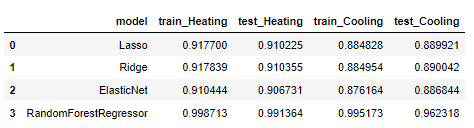 model train_Heating test_Heating train_Cooling test_Cooling
0 Lasso 0.917700 0.910225 0.884828 0.889921
1 Ridge 0.917839 0.910355 0.884954 0.890042
2 ElasticNet 0.910444 0.906731 0.876164 0.886844
3 RandomForestRegressor 0.998713 0.991364 0.995173 0.962318